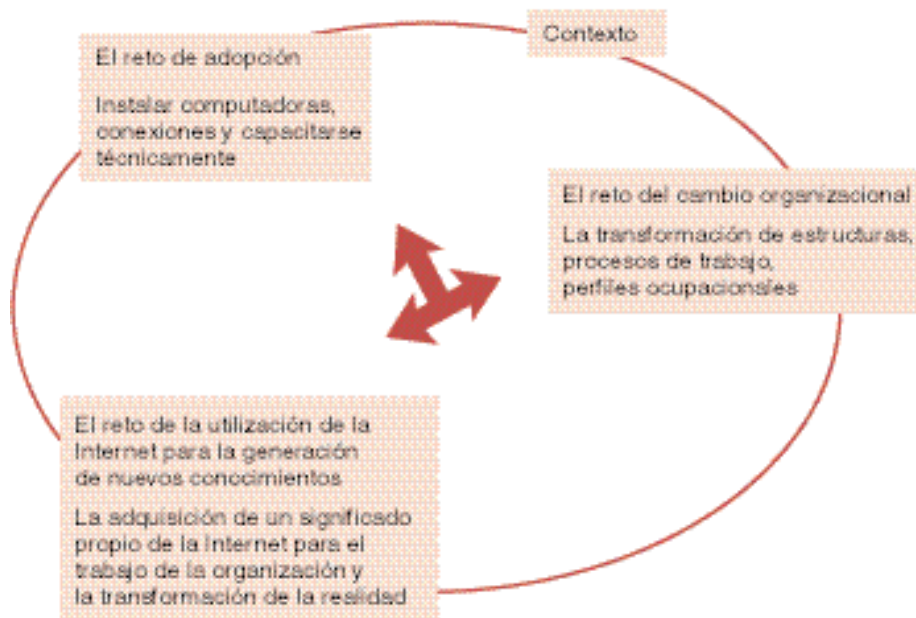 El reto de adopción
Instalar computadoras,
conexiones y capacitarse
técnicamente
Contexto
El reto del cambio organizacional
La transformación de estructuras,
procesos de trabajo,
perfiles ocupacionales
El reto de la utilización de la
Internet para la generación
de nuevos conocimientos
La adquisición de un significado
propio de la Internet para el
trabajo de la organización y
la transformación de la realidad